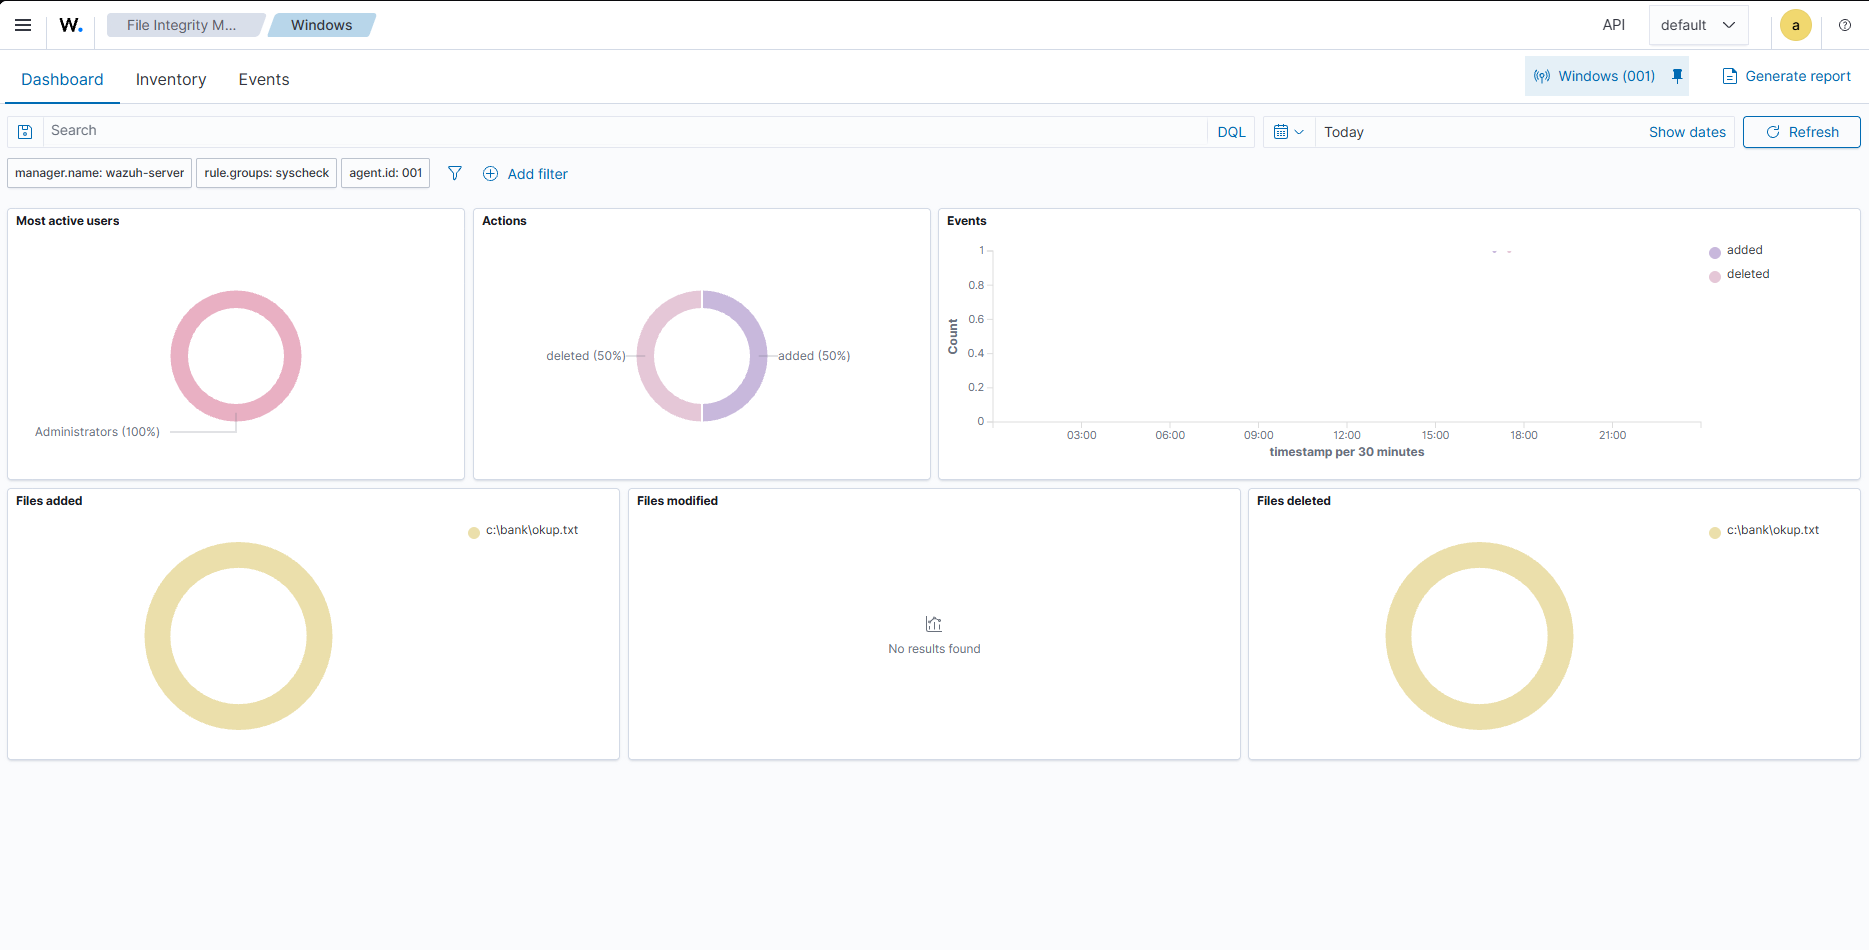 W.
File Integrity M...
Windows
API
default
a
Dashboard
Inventory
Events
Windows (001)
Generate report
Search
DQL
Today
Show dates
Refresh
manager.name: wazuh-server
rule.groups: syscheck
agent.id: 001
Add filter
Most active users
Administrators (100%)
Actions
deleted (50%)
added (50%)
Events
1
0.8
0.6
0.4
0.2
0
Count
03:00
06:00
09:00
12:00
15:00
18:00
21:00
timestamp per 30 minutes
added
deleted
Files added
c:\bank\okup.txt
Files modified
No results found
Files deleted
c:\bank\okup.txt